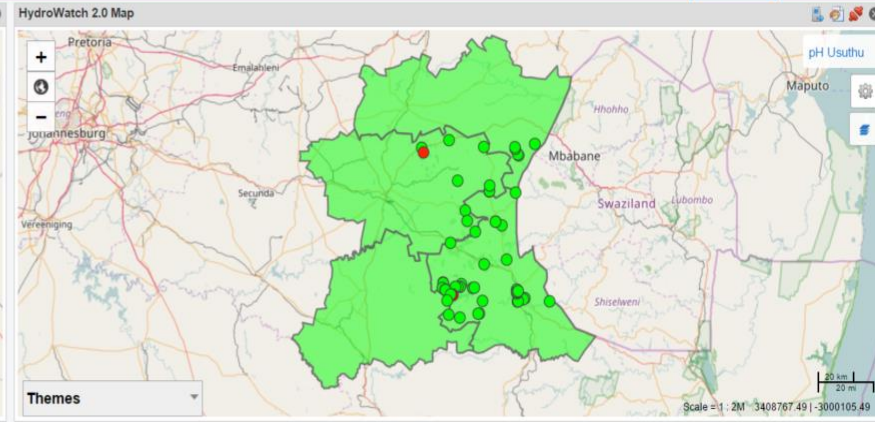 HydroWatch 2.0 Map
Pretoria
+
pH Usuthu
Emalahleni
Maputo
−
Hhohho
Johannesburg
Mbabane
Secunda
Swaziland
Lubombo
Vereeniging
Shiselweni
20 km
20 mi
Themes
Scale = 1 : 2M 3408767.49 | -3000105.49